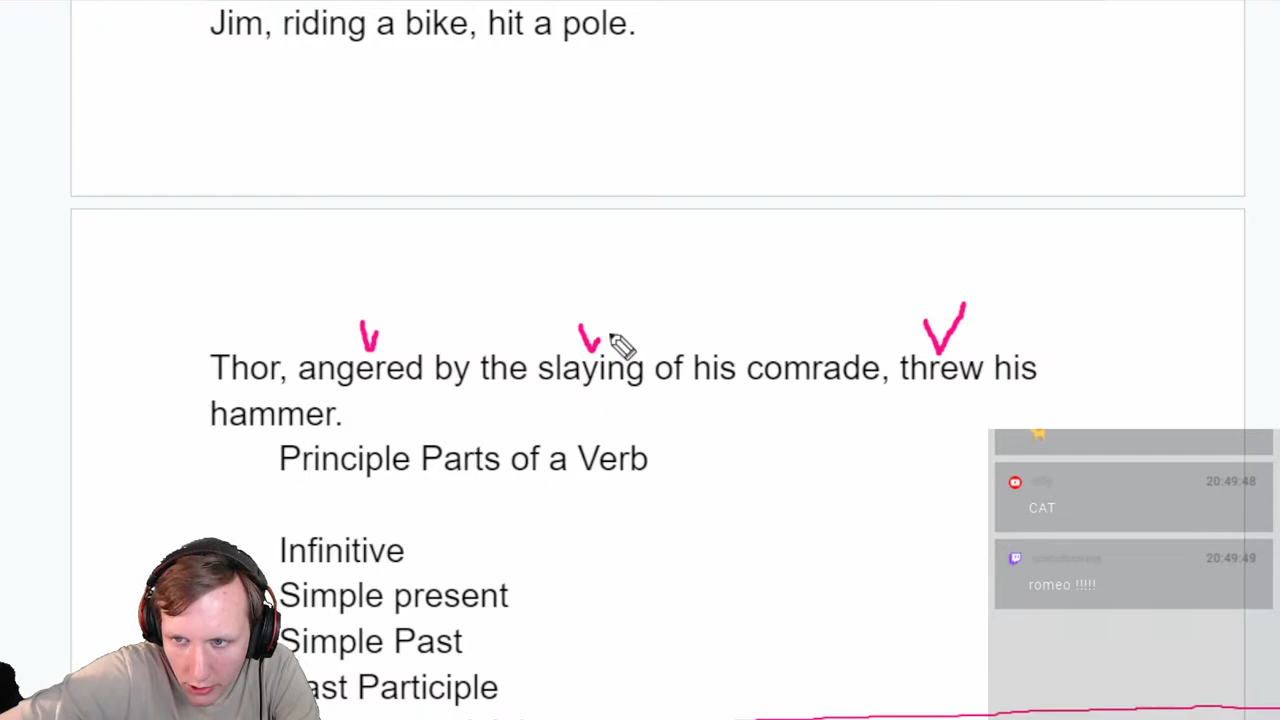 Jim, riding a bike, hit a pole.
Thor, angered by the slaying of his comrade, threw his
hammer.
Principle Parts of a Verb
Infinitive
Simple present
Simple Past
ast Participle
20:49:48
CAT
20:49:49
romeo !!!!!